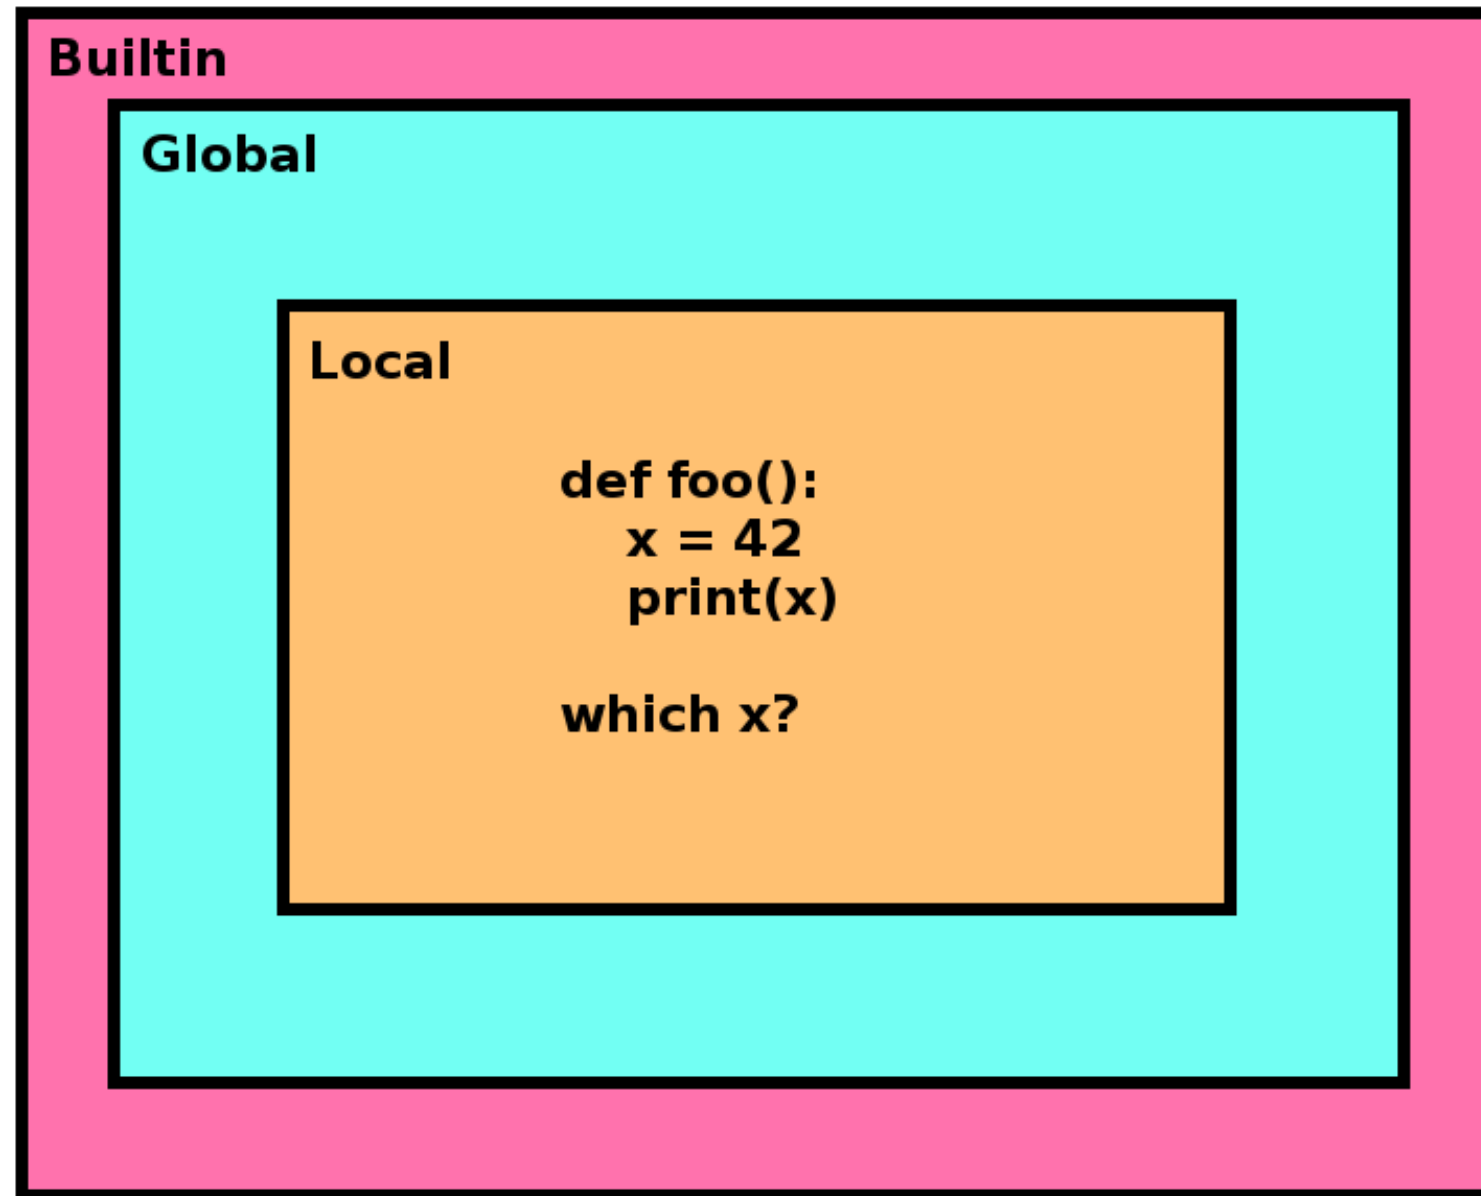 Builtin
Global
Local
def foo():
    x = 42
    print(x)
which x?